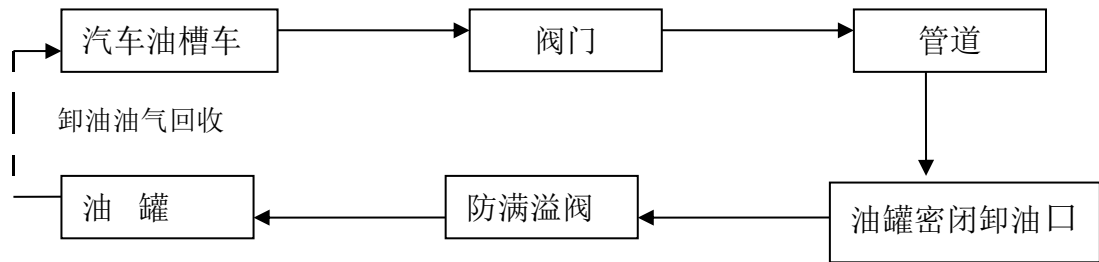 汽车油槽车
阀门
管道
卸油油气回收
油 罐
防满溢阀
油罐密闭卸油口